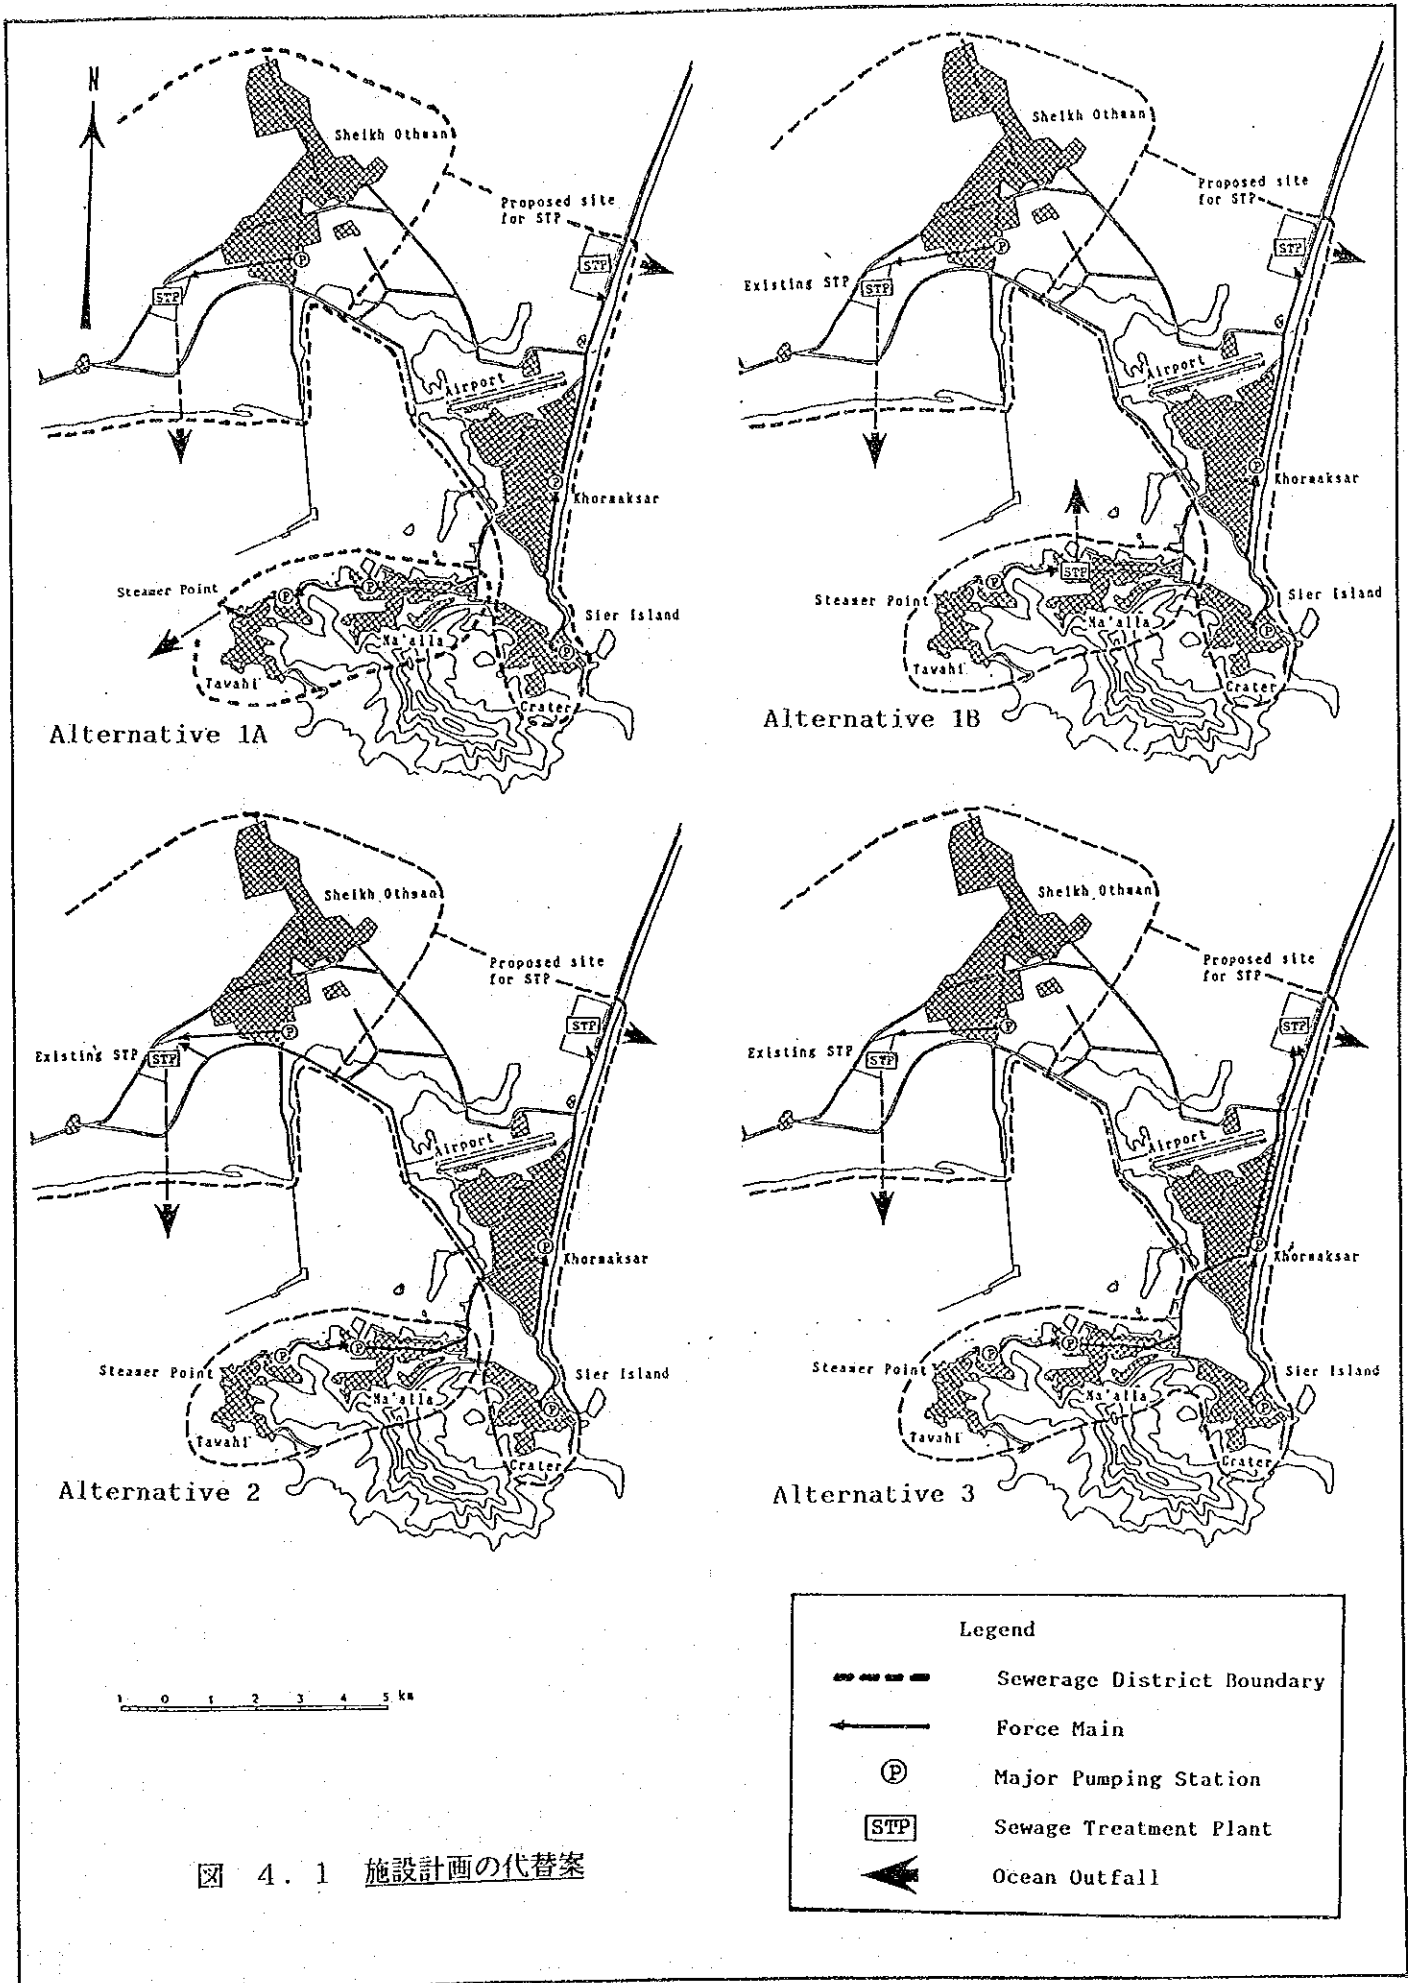 N
Sheikh Othman
Proposed site
for STP
STP
P
STP
Airport
P
Khormaksar
Steamer Point
P
P
Sier Island
Ma'alla
P
Tawahi
Crater
Alternative 1A
Sheikh Othman
Proposed site
for STP
STP
P
Existing STP
STP
Airport
P
Khormaksar
STP
P
Steamer Point
Sier Island
Ma'alla
P
Tawahi
Crater
Alternative 1B
Sheikh Othman
Proposed site
for STP
STP
P
Existing STP
STP
Airport
P
Khormaksar
P
P
Steamer Point
Sier Island
Ma'alla
P
Tawahi
Crater
Alternative 2
Sheikh Othman
Proposed site
for STP
STP
P
Existing STP
STP
Airport
P
Khormaksar
P
P
Steamer Point
Sier Island
Ma'alla
P
Tawahi
Crater
Alternative 3
1 0 1 2 3 4 5 km
Legend
Sewerage District Boundary
Force Main
P Major Pumping Station
STP Sewage Treatment Plant
Ocean Outfall
図 4.1 施設計画の代替案